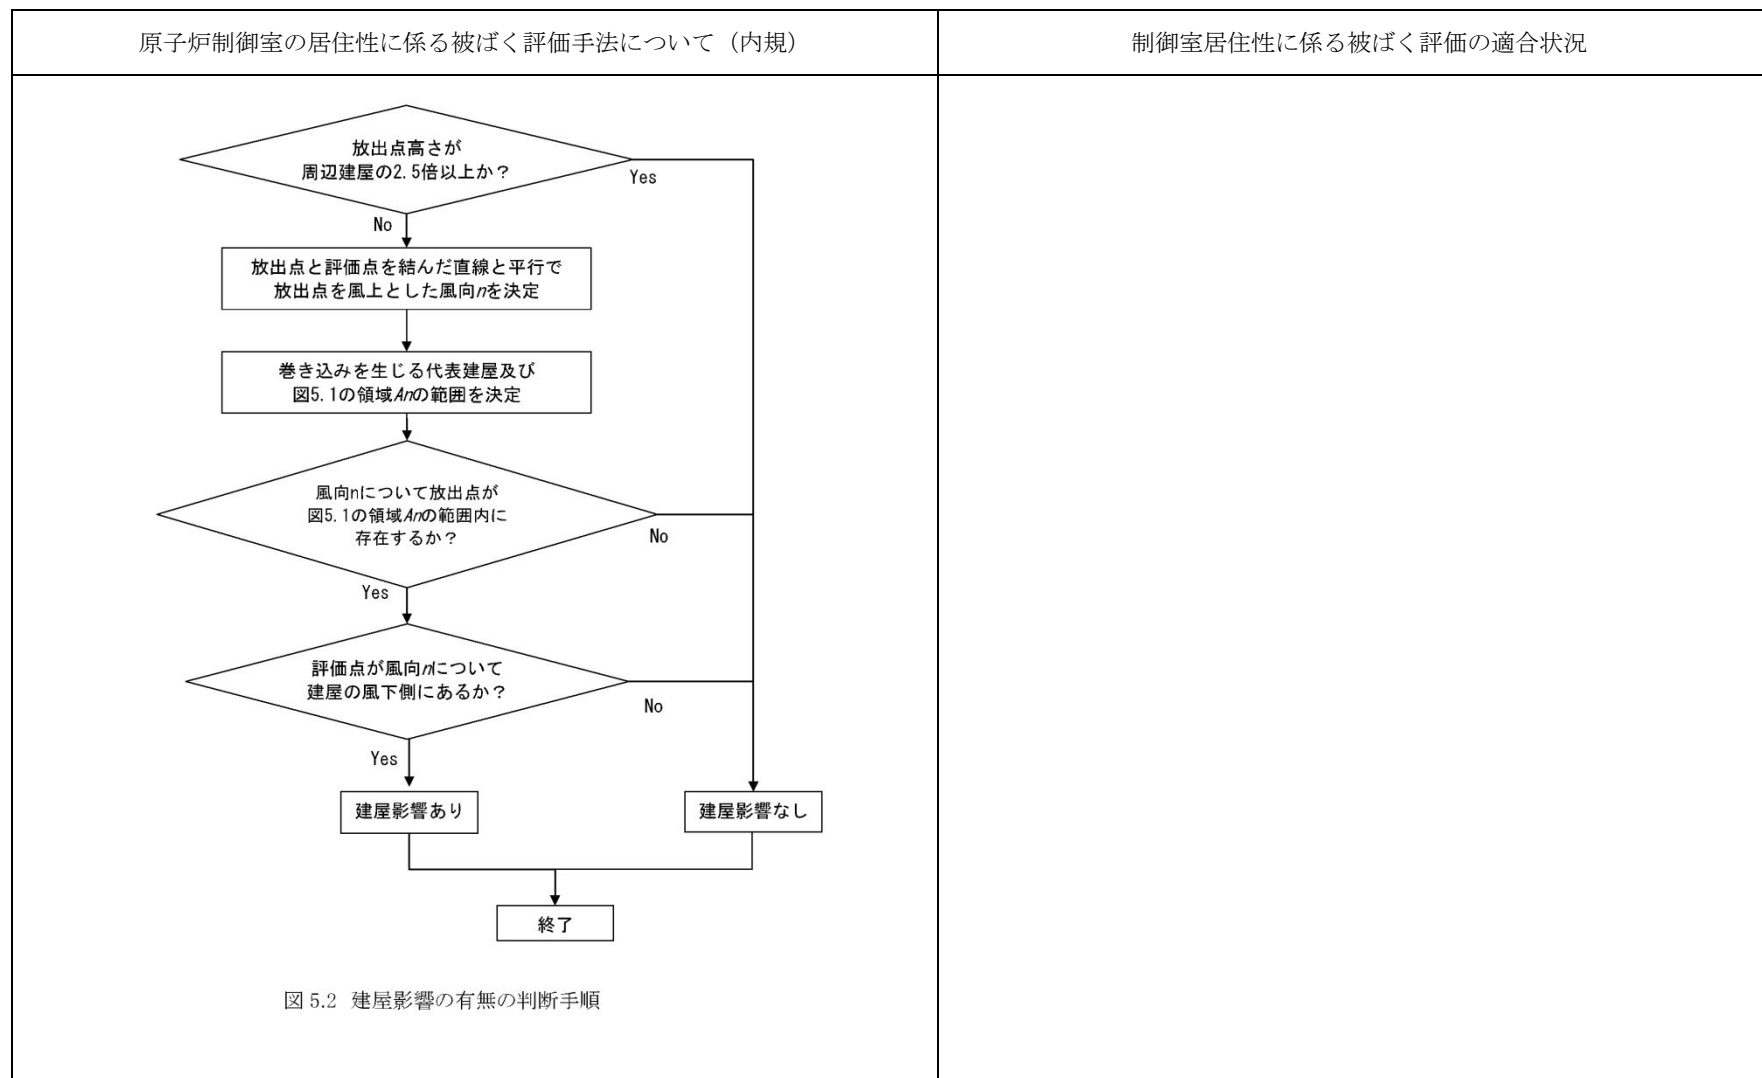 原子炉制御室の居住性に係る被ばく評価手法について（内規）
制御室居住性に係る被ばく評価の適合状況
放出点高さが
周辺建屋の2.5倍以上か？
Yes
No
放出点と評価点を結んだ直線と平行で
放出点を風上とした風向nを決定
巻き込みを生じる代表建屋及び
図5.1の領域Anの範囲を決定
風向nについて放出点が
図5.1の領域Anの範囲内に
存在するか？
No
Yes
評価点が風向nについて
建屋の風下側にあるか？
No
Yes
建屋影響あり
建屋影響なし
終了
図 5.2 建屋影響の有無の判断手順